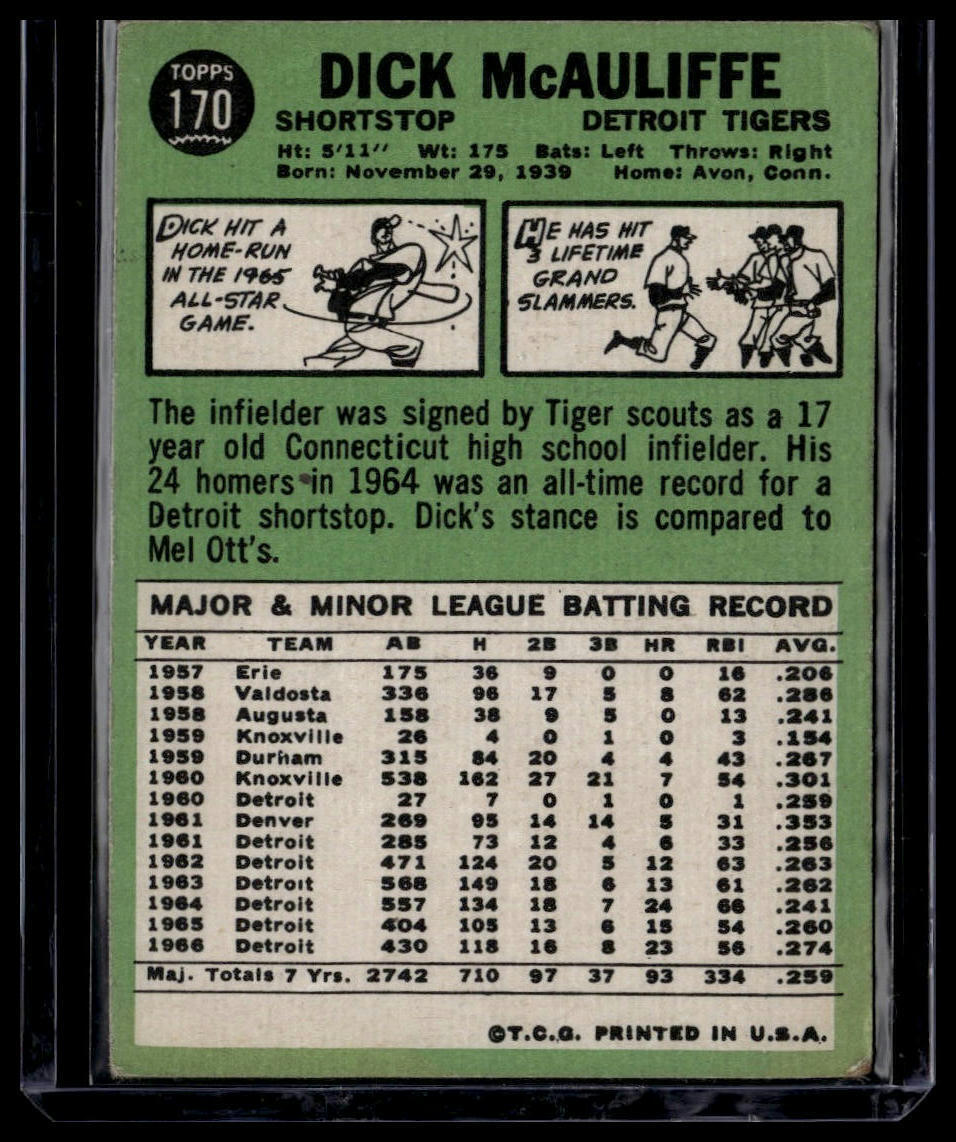 TOPPS
170
DICK McAULIFFE
SHORTSTOP DETROIT TIGERS
Ht: 5'11" Wt: 175 Bats: Left Throws: Right
Born: November 29, 1939 Home: Avon, Conn.
DICK HIT A
HOME-RUN
IN THE 1965
ALL-STAR
GAME.
HE HAS HIT
3 LIFETIME
GRAND
SLAMMERS.
The infielder was signed by Tiger scouts as a 17
year old Connecticut high school infielder. His
24 homers in 1964 was an all-time record for a
Detroit shortstop. Dick's stance is compared to
Mel Ott's.
MAJOR & MINOR LEAGUE BATTING RECORD
YEAR TEAM AB H 2B 3B HR RBI AVG.
1957 Erie 175 36 9 0 0 16 .206
1958 Valdosta 336 96 17 5 8 62 .286
1958 Augusta 158 38 9 5 0 13 .241
1959 Knoxville 26 4 0 1 0 3 .154
1959 Durham 315 84 20 4 4 43 .267
1960 Knoxville 538 162 27 21 7 54 .301
1960 Detroit 27 7 0 1 0 1 .259
1961 Denver 269 95 14 14 5 31 .353
1961 Detroit 285 73 12 4 6 33 .256
1962 Detroit 471 124 20 5 12 63 .263
1963 Detroit 568 149 18 6 13 61 .262
1964 Detroit 557 134 18 7 24 66 .241
1965 Detroit 404 105 13 6 15 54 .260
1966 Detroit 430 118 16 8 23 56 .274
Maj. Totals 7 Yrs. 2742 710 97 37 93 334 .259
©T.C.G. PRINTED IN U.S.A.